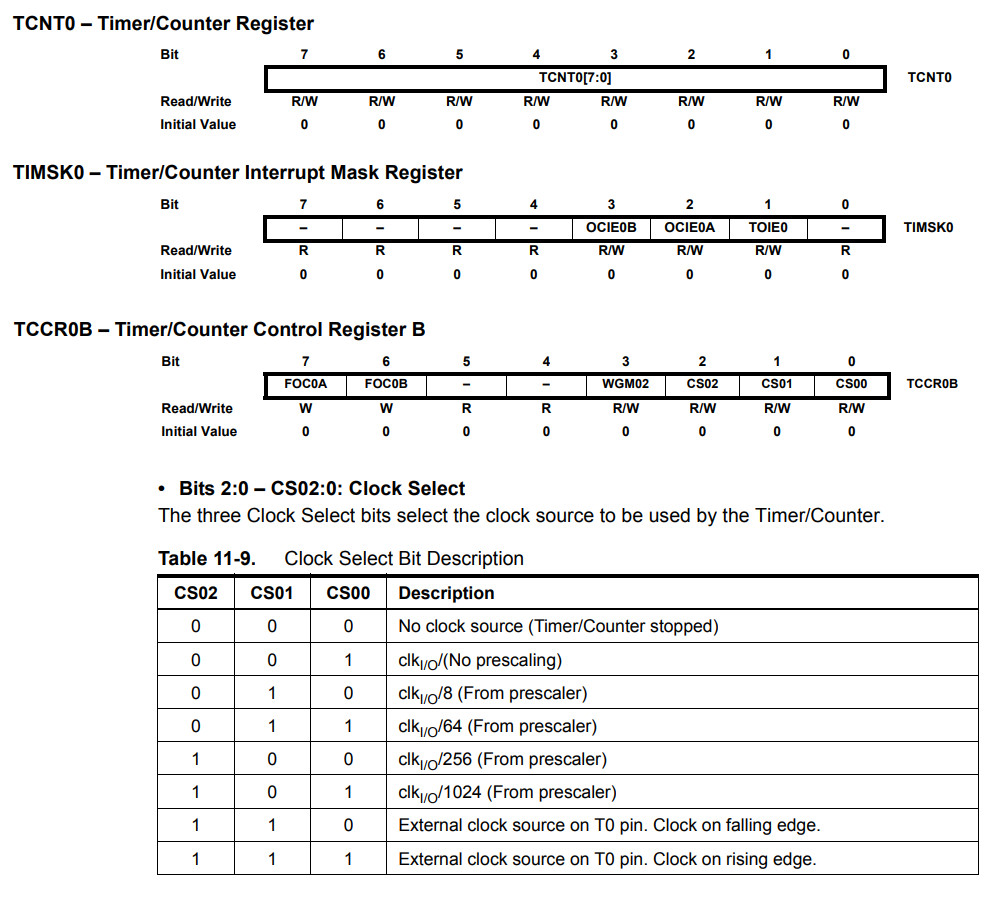 TCNT0 – Timer/Counter Register
Bit 7 6 5 4 3 2 1 0
TCNT0[7:0] TCNT0
Read/Write R/W R/W R/W R/W R/W R/W R/W R/W
Initial Value 0 0 0 0 0 0 0 0
TIMSK0 – Timer/Counter Interrupt Mask Register
Bit 7 6 5 4 3 2 1 0
– – – – OCIE0B OCIE0A TOIE0 – TIMSK0
Read/Write R R R R R/W R/W R/W R
Initial Value 0 0 0 0 0 0 0 0
TCCR0B – Timer/Counter Control Register B
Bit 7 6 5 4 3 2 1 0
FOC0A FOC0B – – WGM02 CS02 CS01 CS00 TCCR0B
Read/Write W W R R R/W R/W R/W R/W
Initial Value 0 0 0 0 0 0 0 0
• Bits 2:0 – CS02:0: Clock Select
The three Clock Select bits select the clock source to be used by the Timer/Counter.
Table 11-9. Clock Select Bit Description
CS02 CS01 CS00 Description
0 0 0 No clock source (Timer/Counter stopped)
0 0 1 clkI/O/(No prescaling)
0 1 0 clkI/O/8 (From prescaler)
0 1 1 clkI/O/64 (From prescaler)
1 0 0 clkI/O/256 (From prescaler)
1 0 1 clkI/O/1024 (From prescaler)
1 1 0 External clock source on T0 pin. Clock on falling edge.
1 1 1 External clock source on T0 pin. Clock on rising edge.